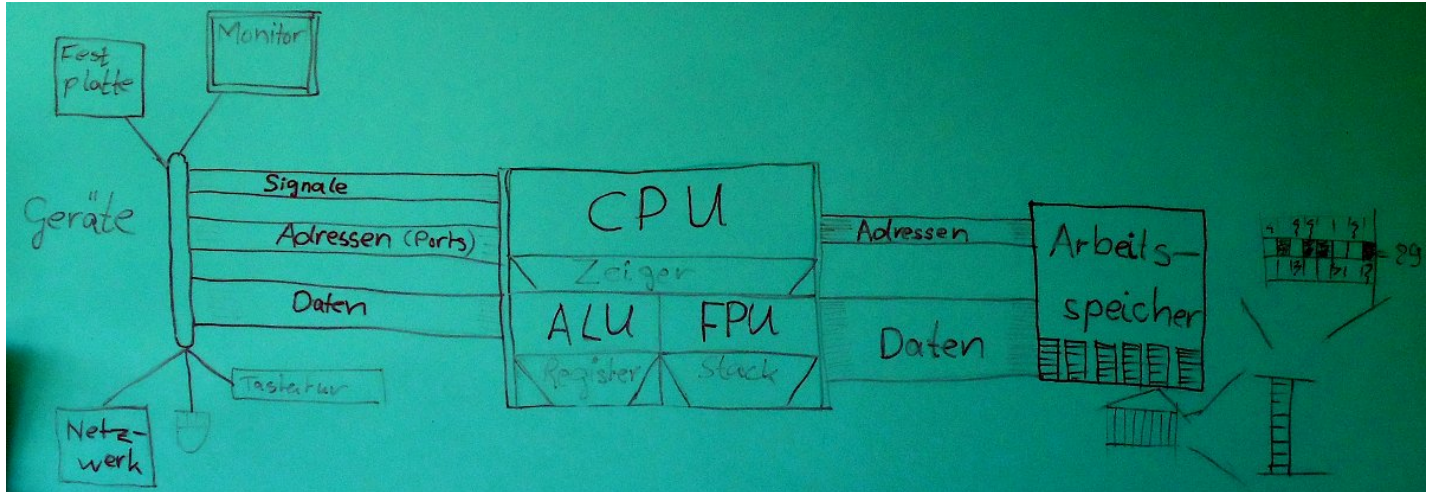 Fest
platte
Monitor
Geräte
Signale
Adressen (Ports)
Daten
Netz-
werk
Tastatur
CPU
Zeiger
ALU
FPU
Register
Stack
Adressen
Daten
Arbeits-
speicher